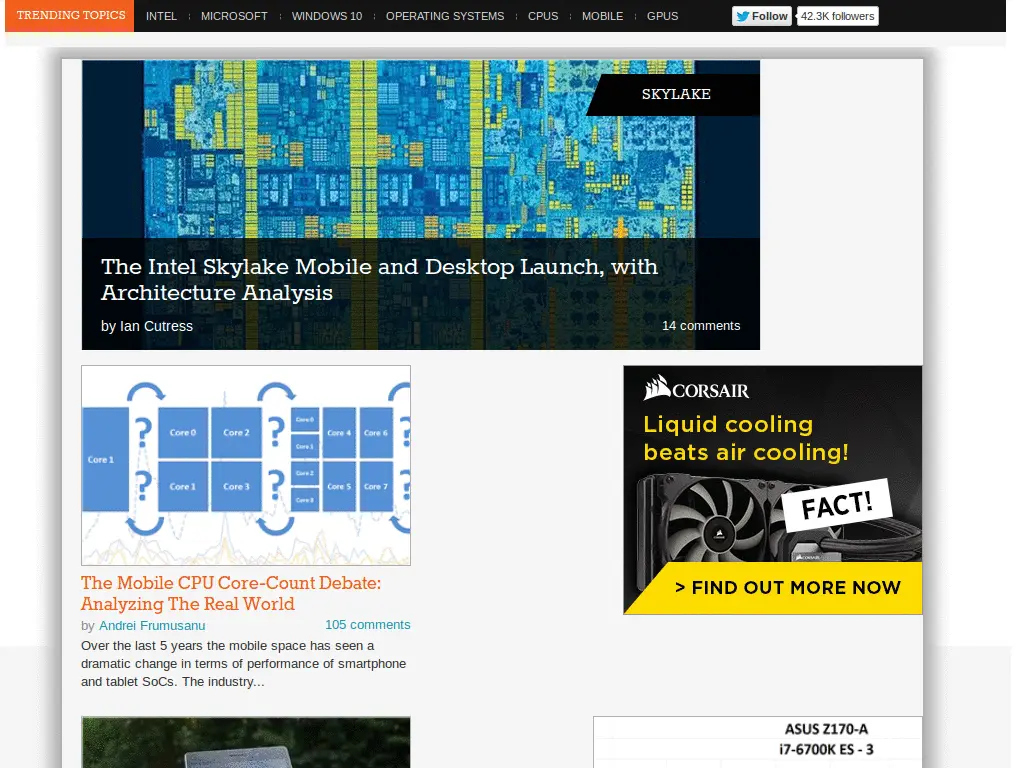 TRENDING TOPICS
INTEL
MICROSOFT
WINDOWS 10
OPERATING SYSTEMS
CPUS
MOBILE
GPUS
Follow
42.3K followers
SKYLAKE
The Intel Skylake Mobile and Desktop Launch, with
Architecture Analysis
by Ian Cutress
14 comments
Core 1
?
?
Core 0
Core 2
Core 1
Core 3
?
?
Core 0
Core 1
Core 2
Core 3
Core 4
Core 6
Core 5
Core 7
?
?
The Mobile CPU Core-Count Debate:
Analyzing The Real World
by Andrei Frumusanu
105 comments
Over the last 5 years the mobile space has seen a
dramatic change in terms of performance of smartphone
and tablet SoCs. The industry...
CORSAIR
Liquid cooling
beats air cooling!
FACT!
CORSAIR
> FIND OUT MORE NOW
ASUS Z170-A
i7-6700K ES - 3